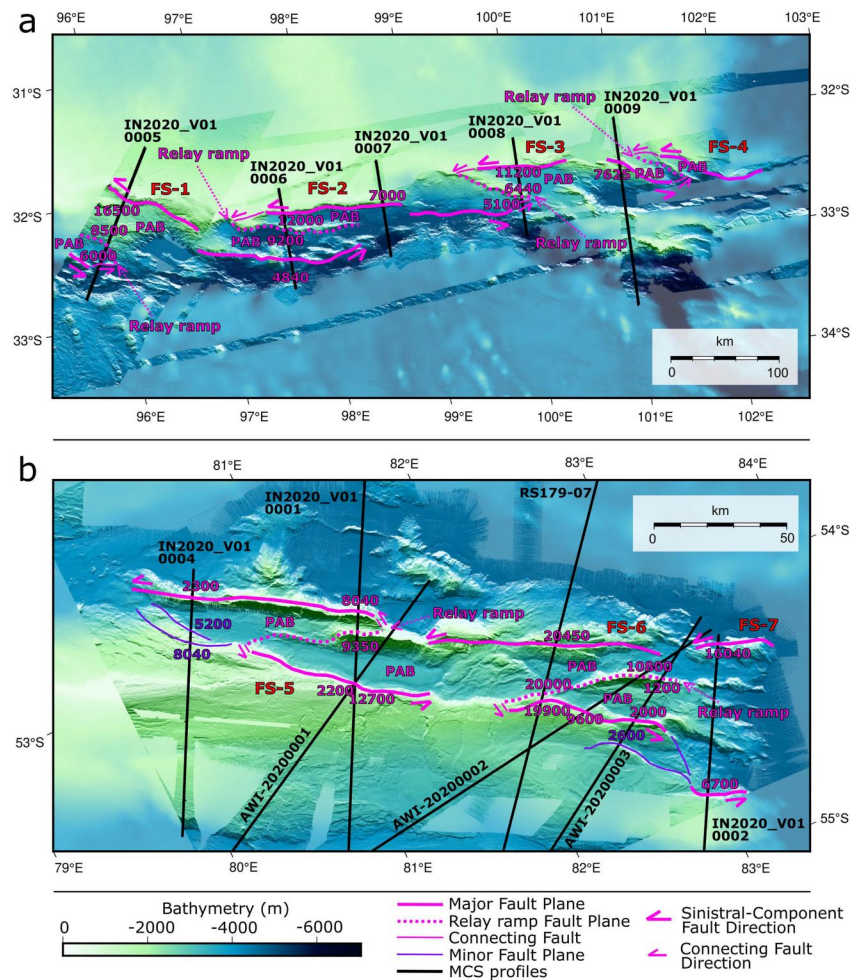 a
96°E 97°E 98°E 99°E 100°E 101°E 102°E 103°E
31°S
32°S
33°S
32°S
33°S
34°S
IN2020_V01
0005
Relay ramp
IN2020_V01
0006
IN2020_V01
0007
IN2020_V01
0008
Relay ramp
IN2020_V01
0009
FS-1
FS-2
FS-3
FS-4
16500
PAB
8500
PAB
6000
Relay ramp
7000
12000
PAB
PAB
9200
4840
11200
PAB
6440
5100
Relay ramp
7625
PAB
PAB
km
0 100
96°E 97°E 98°E 99°E 100°E 101°E 102°E
b
81°E 82°E 83°E 84°E
IN2020_V01
0001
RS179-07
km
0 50
54°S
IN2020_V01
0004
2300
8040
Relay ramp
5200
PAB
8040
9350
PAB
FS-5
2200
12700
20450
FS-6
FS-7
16040
PAB
10800
20000
1200
PAB
19900
9600
2000
Relay ramp
2600
6700
53°S
AWI-20200001
AWI-20200002
AWI-20200003
IN2020_V01
0002
55°S
79°E 80°E 81°E 82°E 83°E
Bathymetry (m)
0 -2000 -4000 -6000
Major Fault Plane
Relay ramp Fault Plane
Connecting Fault
Minor Fault Plane
MCS profiles
Sinistral-Component
Fault Direction
Connecting Fault
Direction